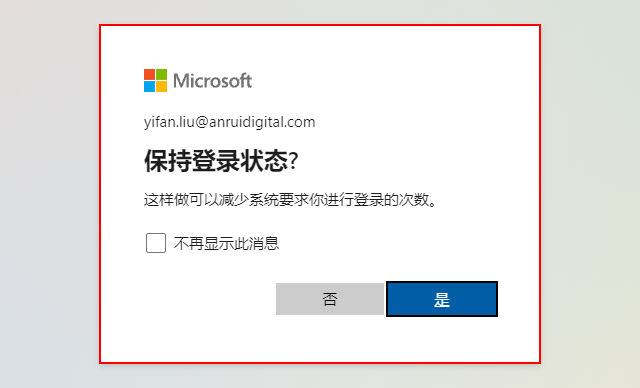 Microsoft
yifan.liu@anruidigital.com
保持登录状态?
这样做可以减少系统要求你进行登录的次数。
不再显示此消息
否
是